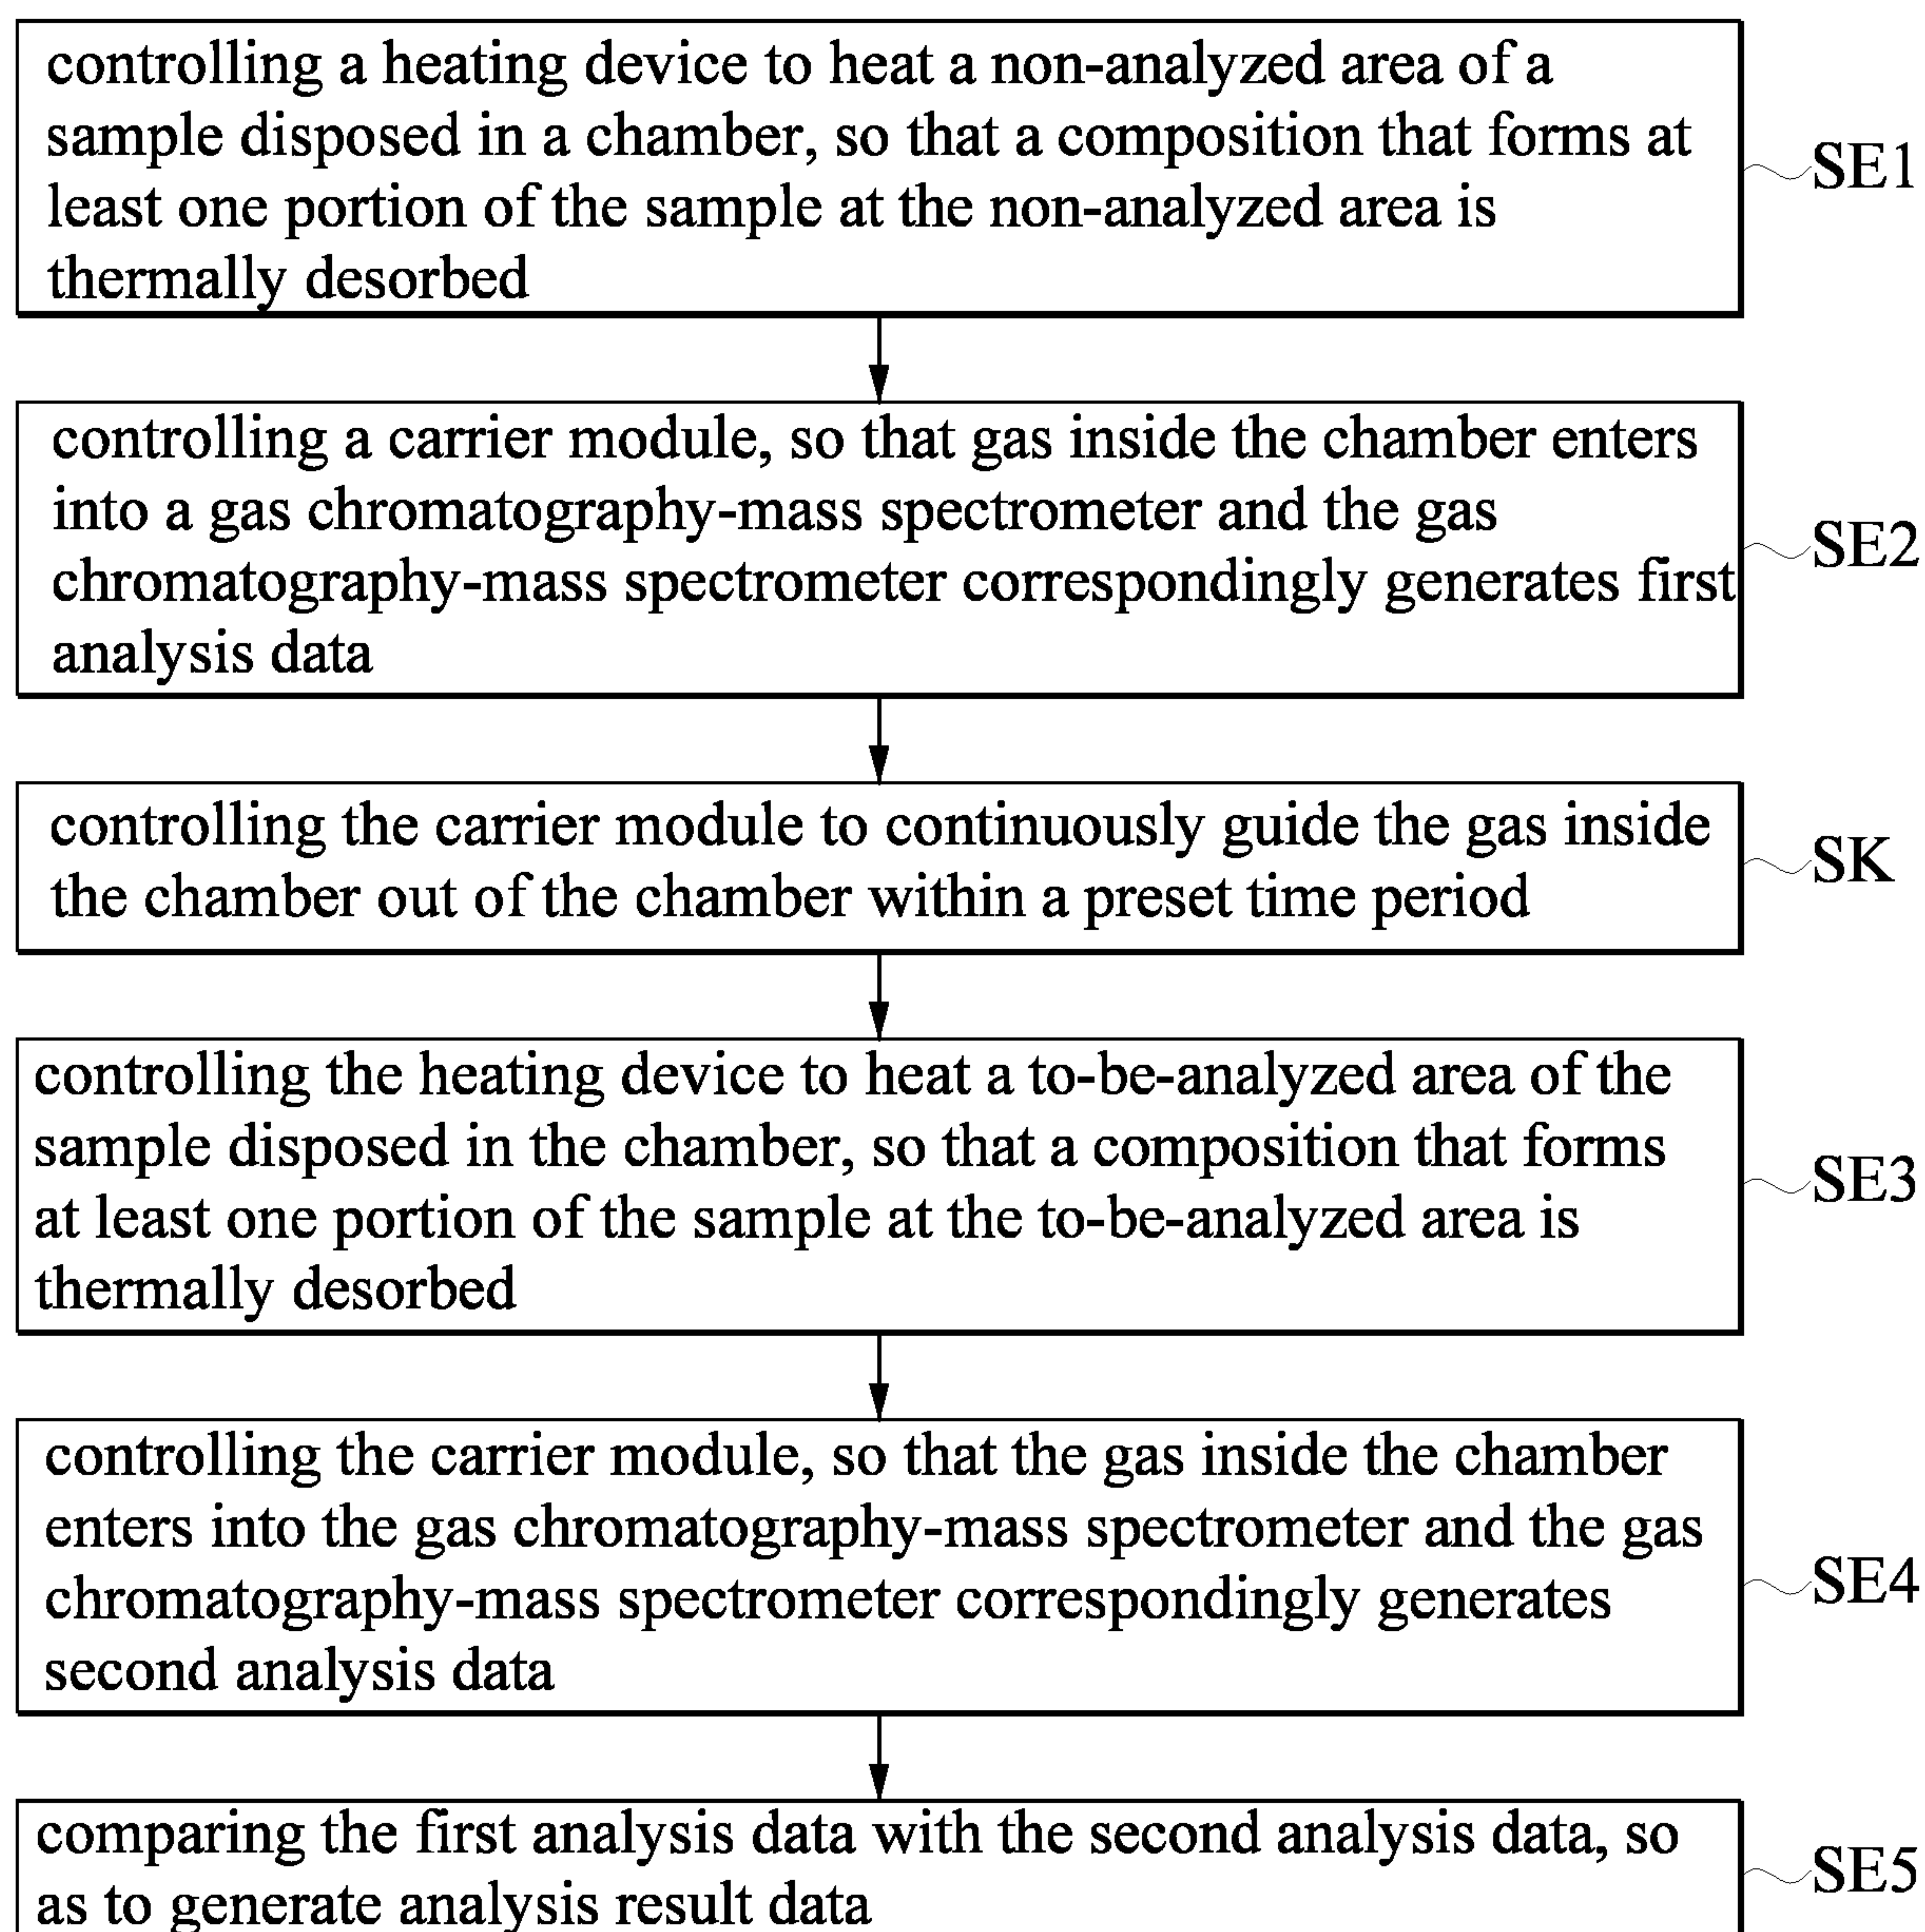 controlling a heating device to heat a non-analyzed area of a
sample disposed in a chamber, so that a composition that forms at
least one portion of the sample at the non-analyzed area is
thermally desorbed
SE1
controlling a carrier module, so that gas inside the chamber enters
into a gas chromatography-mass spectrometer and the gas
chromatography-mass spectrometer correspondingly generates first
analysis data
SE2
controlling the carrier module to continuously guide the gas inside
the chamber out of the chamber within a preset time period
SK
controlling the heating device to heat a to-be-analyzed area of the
sample disposed in the chamber, so that a composition that forms
at least one portion of the sample at the to-be-analyzed area is
thermally desorbed
SE3
controlling the carrier module, so that the gas inside the chamber
enters into the gas chromatography-mass spectrometer and the gas
chromatography-mass spectrometer correspondingly generates
second analysis data
SE4
comparing the first analysis data with the second analysis data, so
as to generate analysis result data
SE5